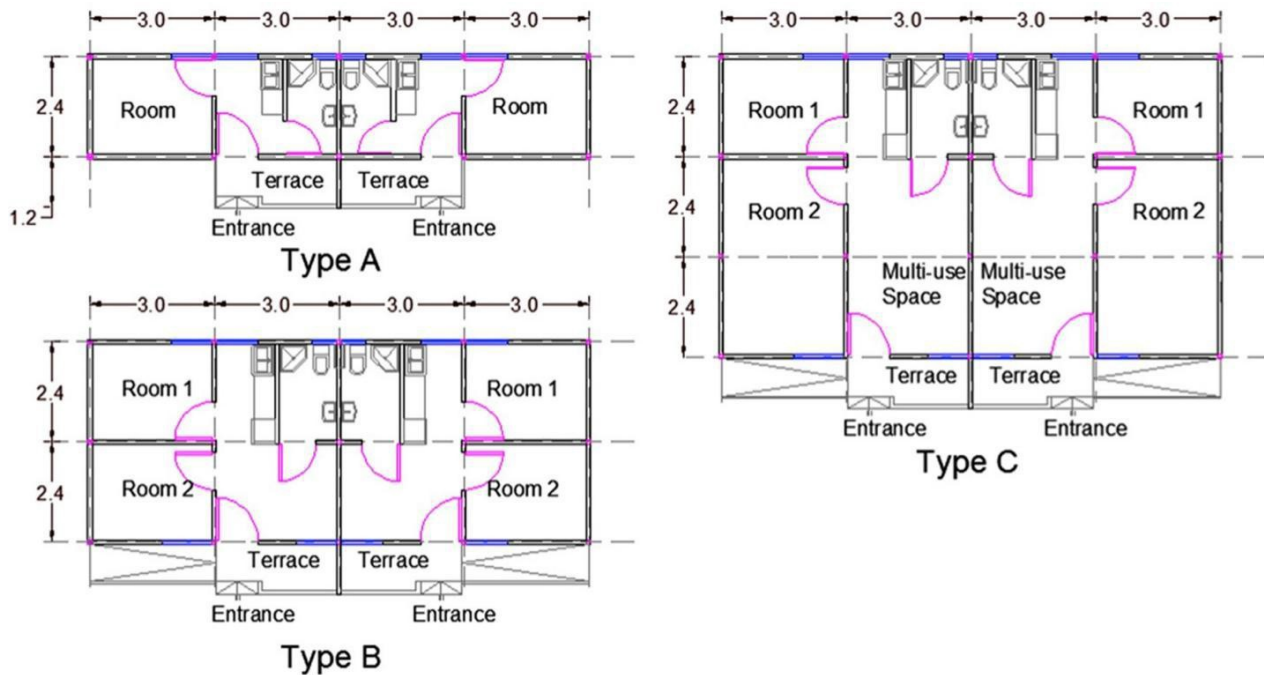 3.0 3.0 3.0 3.0
2.4
1.2
Room Room
Terrace Terrace
Entrance Entrance
Type A
3.0 3.0 3.0 3.0
2.4
2.4
Room 1 Room 1
Room 2 Room 2
Terrace Terrace
Entrance Entrance
Type B
3.0 3.0 3.0 3.0
2.4
2.4
2.4
Room 1 Room 1
Room 2 Room 2
Multi-use Multi-use
Space Space
Terrace Terrace
Entrance Entrance
Type C